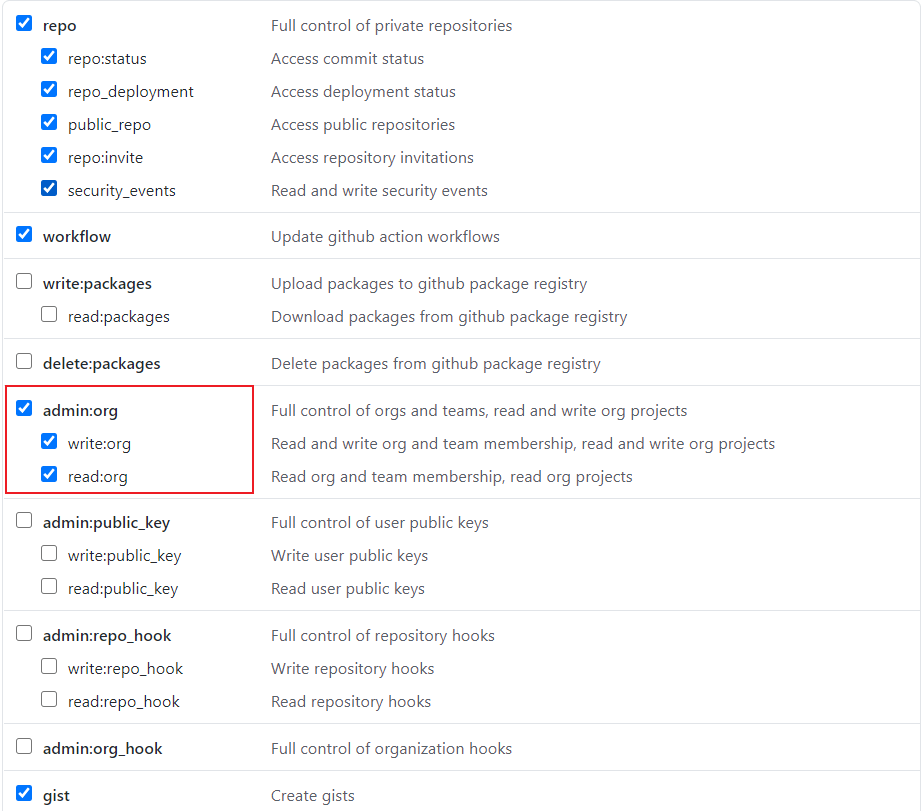 repo Full control of private repositories
repo:status Access commit status
repo_deployment Access deployment status
public_repo Access public repositories
repo:invite Access repository invitations
security_events Read and write security events
workflow Update github action workflows
write:packages Upload packages to github package registry
read:packages Download packages from github package registry
delete:packages Delete packages from github package registry
admin:org Full control of orgs and teams, read and write org projects
write:org Read and write org and team membership, read and write org projects
read:org Read org and team membership, read org projects
admin:public_key Full control of user public keys
write:public_key Write user public keys
read:public_key Read user public keys
admin:repo_hook Full control of repository hooks
write:repo_hook Write repository hooks
read:repo_hook Read repository hooks
admin:org_hook Full control of organization hooks
gist Create gists